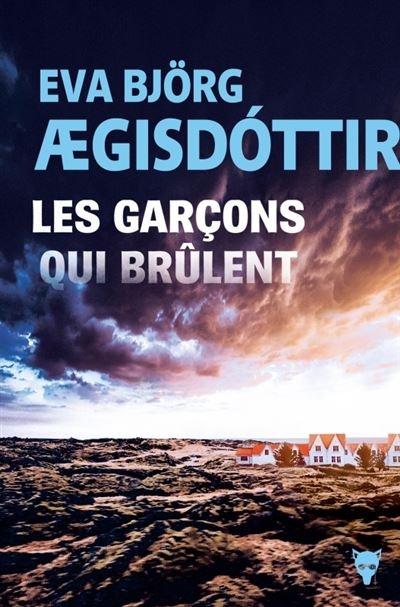 EVA BJÖRG
ÆGISDÓTTIR
LES GARÇONS
QUI BRÛLENT